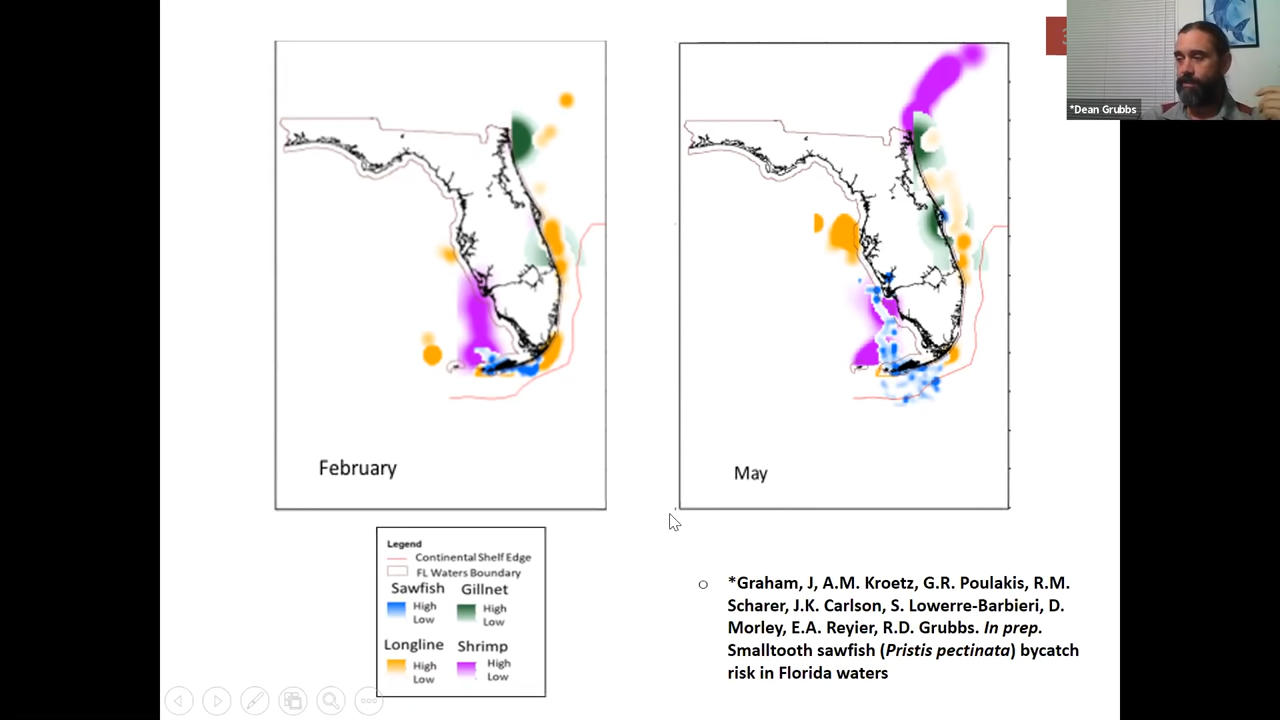 *Dean Grubbs
February
May
Legend
Continental Shelf Edge
FL Waters Boundary
Sawfish Gillnet
High High
Low Low
Longline Shrimp
High High
Low Low
*Graham, J, A.M. Kroetz, G.R. Poulakis, R.M.
Scharer, J.K. Carlson, S. Lowerre-Barbieri, D.
Morley, E.A. Reyier, R.D. Grubbs. In prep.
Smalltooth sawfish (Pristis pectinata) bycatch
risk in Florida waters